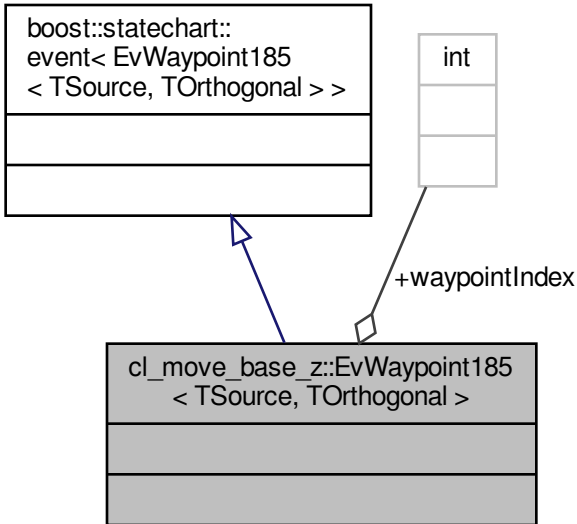 boost::statechart::
event< EvWaypoint185
< TSource, TOrthogonal > >
int
+waypointIndex
cl_move_base_z::EvWaypoint185
< TSource, TOrthogonal >